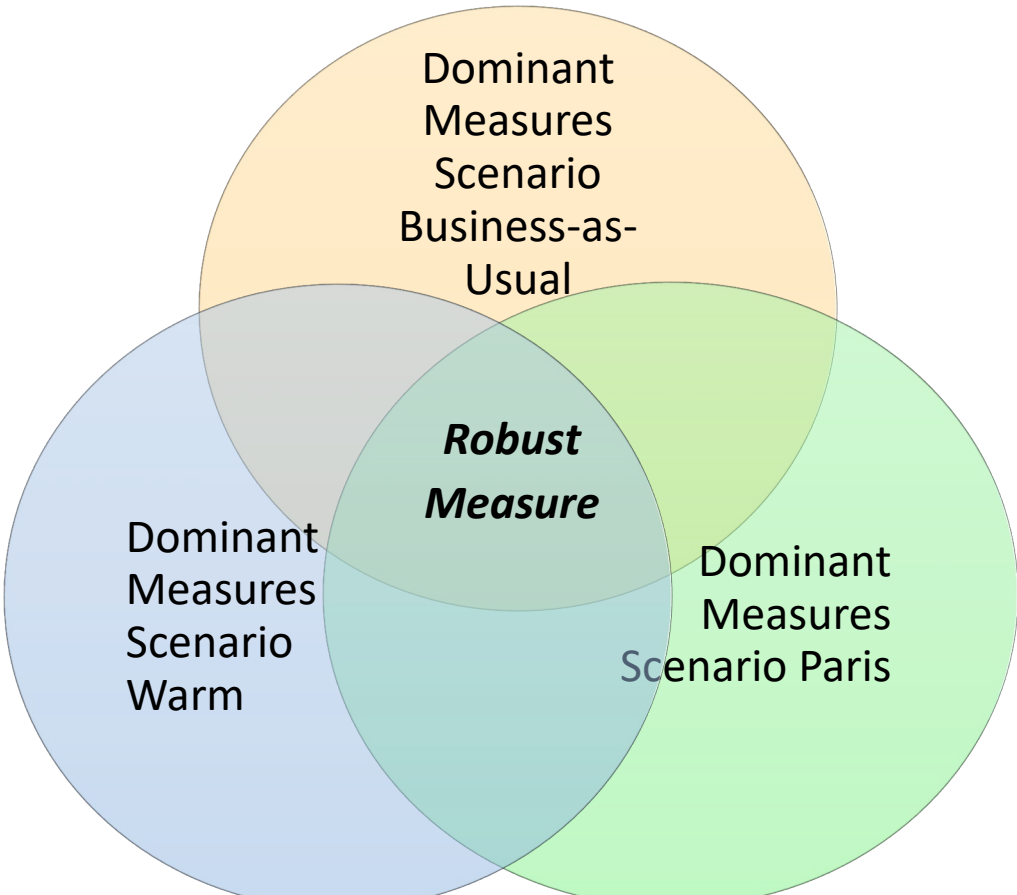 Dominant
Measures
Scenario
Business-as-
Usual
Robust
Measure
Dominant
Measures
Scenario
Warm
Dominant
Measures
Scenario Paris